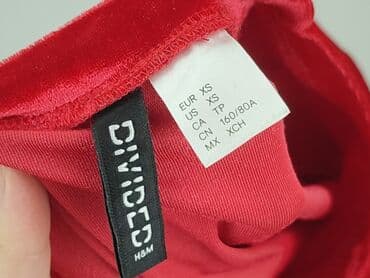 EUR XS
US XS
CA TP
CN 160/80A
MX XCH
DIVIDED
H&M